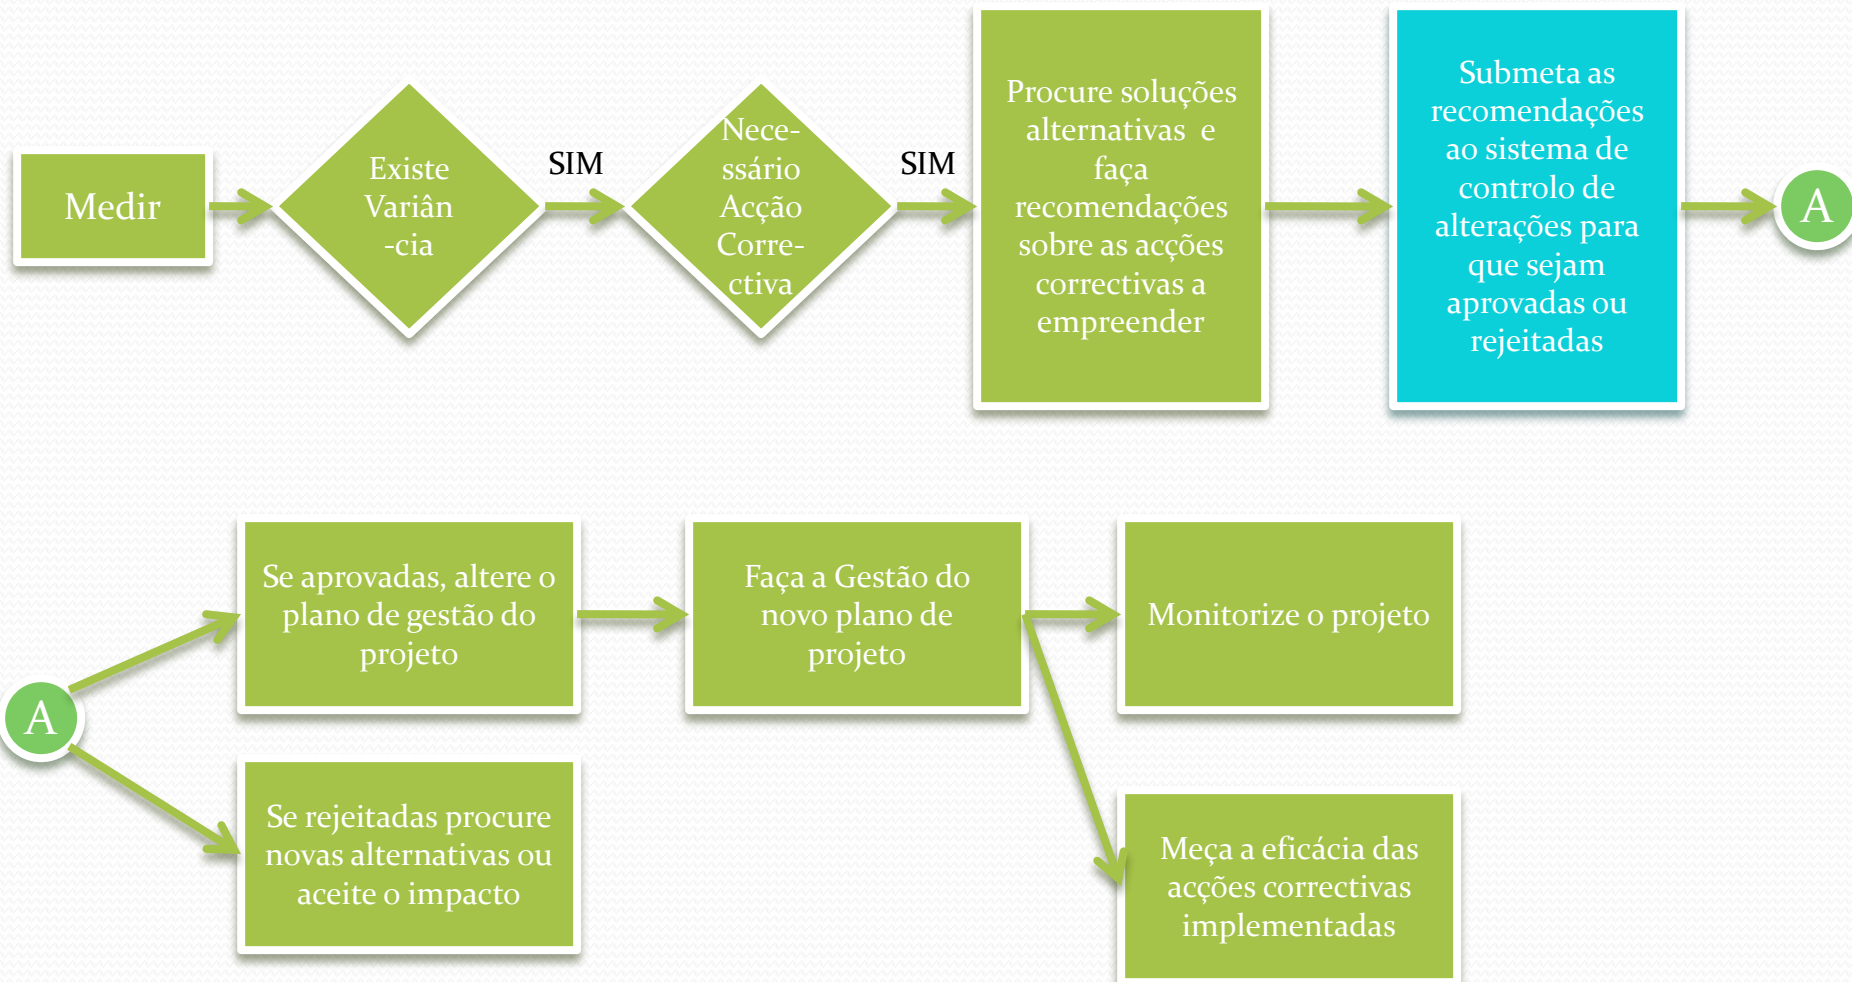 Medir
Existe
Variân
-cia
SIM
Nece-
ssário
Acção
Corre-
ctiva
SIM
Procure soluções
alternativas e
faça
recomendações
sobre as acções
correctivas a
empreender
Submeta as
recomendações
ao sistema de
controlo de
alterações para
que sejam
aprovadas ou
rejeitadas
A
A
Se aprovadas, altere o
plano de gestão do
projeto
Faça a Gestão do
novo plano de
projeto
Monitorize o projeto
Se rejeitadas procure
novas alternativas ou
aceite o impacto
Meça a eficácia das
acções correctivas
implementadas